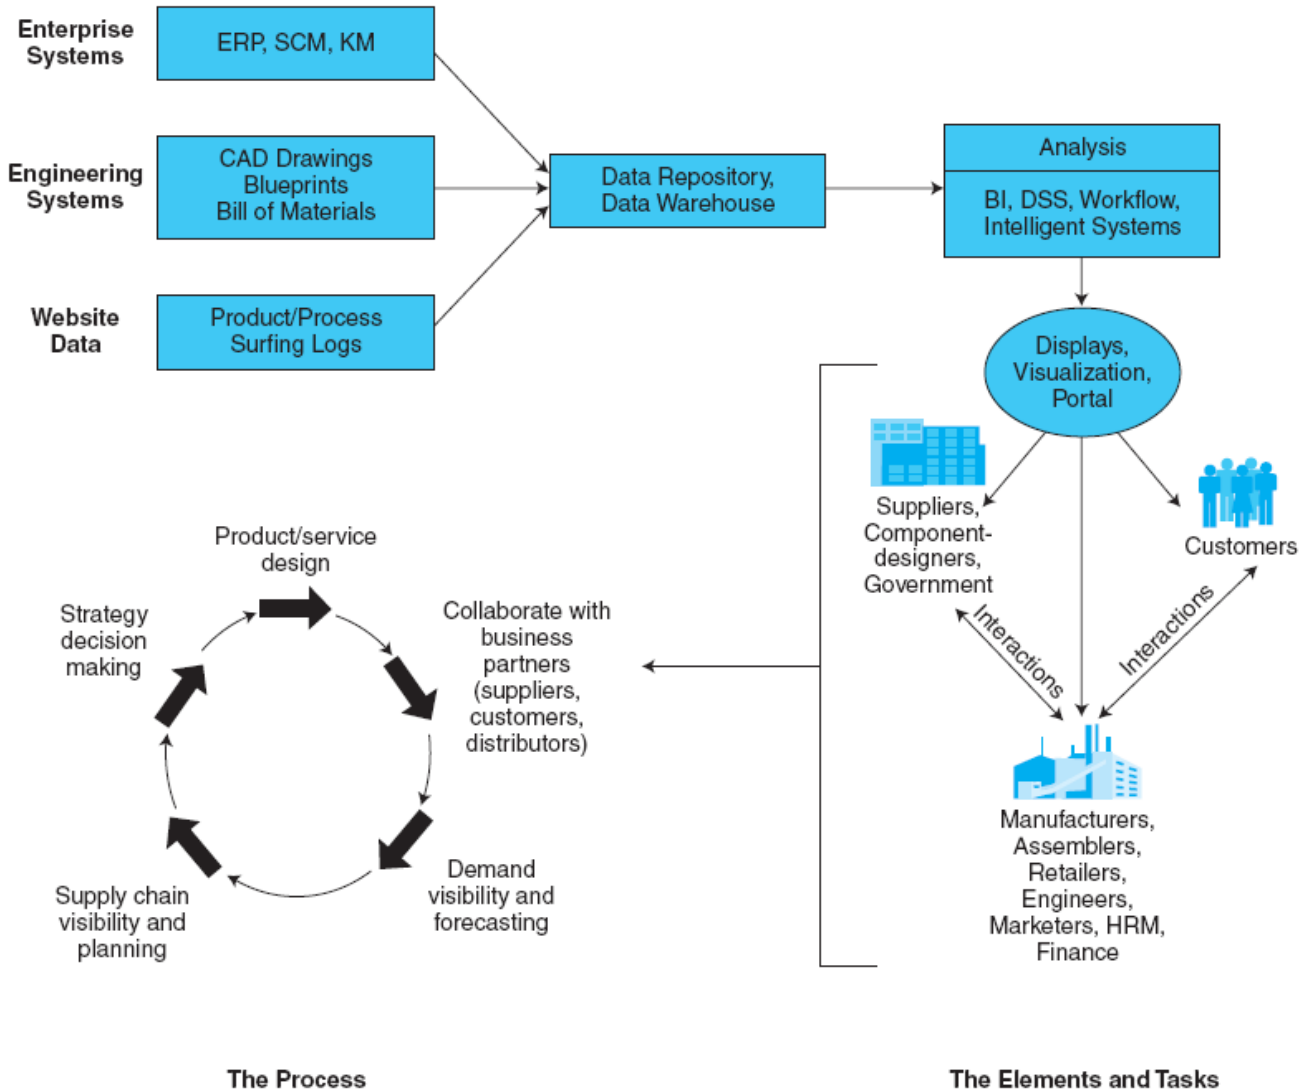 Enterprise
Systems
ERP, SCM, KM
Engineering
Systems
CAD Drawings
Blueprints
Bill of Materials
Website
Data
Product/Process
Surfing Logs
Data Repository,
Data Warehouse
Analysis
BI, DSS, Workflow,
Intelligent Systems
Displays,
Visualization,
Portal
Suppliers,
Component-
designers,
Government
Customers
Interactions
Interactions
Manufacturers,
Assemblers,
Retailers,
Engineers,
Marketers, HRM,
Finance
Product/service
design
Collaborate with
business
partners
(suppliers,
customers,
distributors)
Demand
visibility and
forecasting
Supply chain
visibility and
planning
Strategy
decision
making
The Process
The Elements and Tasks